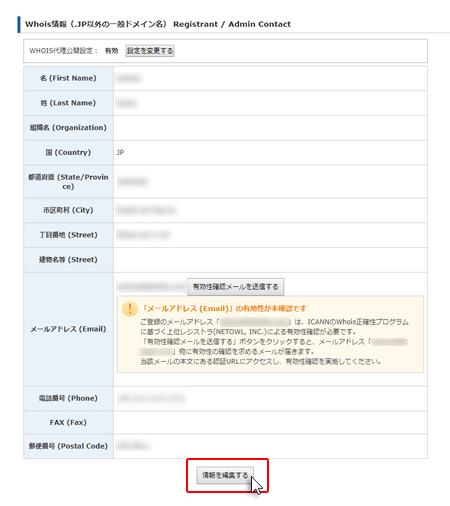 Whois情報（.JP以外の一般ドメイン名） Registrant / Admin Contact
WHOIS代理公開設定： 有効 設定を変更する
名 (First Name)
姓 (Last Name)
組織名 (Organization)
国 (Country) JP
都道府県 (State/Provin
ce)
市区町村 (City)
丁目番地 (Street)
建物名等 (Street)
メールアドレス (Email)
有効性確認メールを送信する
「メールアドレス (Email)」の有効性が未確認です
ご登録のメールアドレス「 」は、ICANNのWhois正確性プログラム
に基づく上位レジストラ(NETOWL, INC.)による有効性確認が必要です。
「有効性確認メールを送信する」ボタンをクリックすると、メールアドレス「
」宛に有効性の確認を求めるメールが届きます。
当該メールの本文にある認証URLにアクセスし、有効性確認を実施してください。
電話番号 (Phone)
FAX (Fax)
郵便番号 (Postal Code)
情報を編集する